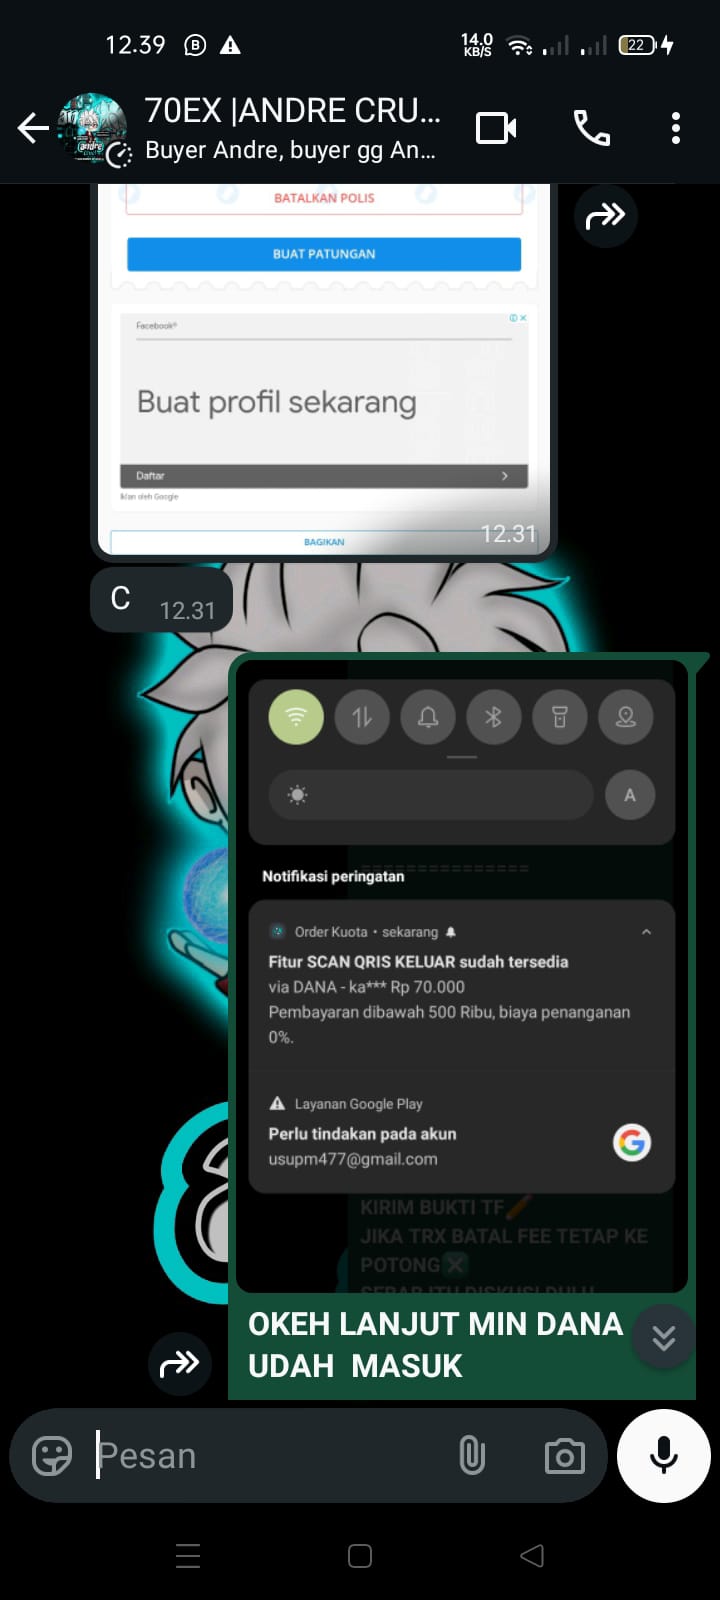 12.39
14.0
KB/S
22
70EX |ANDRE CRU...
Buyer Andre, buyer gg An...
BATALKAN POLIS
BUAT PATUNGAN
Facebook®
Buat profil sekarang
Daftar
Iklan oleh Google
BAGIKAN
12.31
C 12.31
A
Notifikasi peringatan
Order Kuota • sekarang
Fitur SCAN QRIS KELUAR sudah tersedia
via DANA - ka*** Rp 70.000
Pembayaran dibawah 500 Ribu, biaya penanganan
0%.
Layanan Google Play
Perlu tindakan pada akun
usupm477@gmail.com
KIRIM BUKTI TF
JIKA TRX BATAL FEE TETAP KE
POTONG
OKEH LANJUT MIN DANA
UDAH MASUK
Pesan